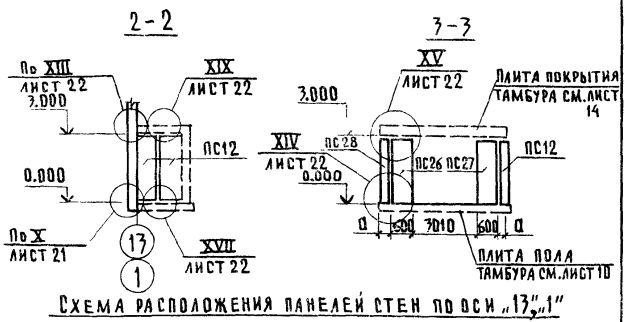 2-2
3-3
По XIII
ЛИСТ 22
XIX
ЛИСТ 22
XV
ЛИСТ 22
3.000
3.000
ПЛИТА ПОКРЫТИЯ
ТАМБУРА СМ. ЛИСТ
14
XIV
ЛИСТ 22
ПС28
ПС12
ПС26 ПС27
ПС12
0.000
0.000
а 600 3010 600 а
По X
ЛИСТ 21
13
1
XVII
ЛИСТ 22
ПЛИТА ПОЛА
ТАМБУРА СМ. ЛИСТ 10
СХЕМА РАСПОЛОЖЕНИЯ ПАНЕЛЕЙ СТЕН ПО ОСИ „13”,„1”